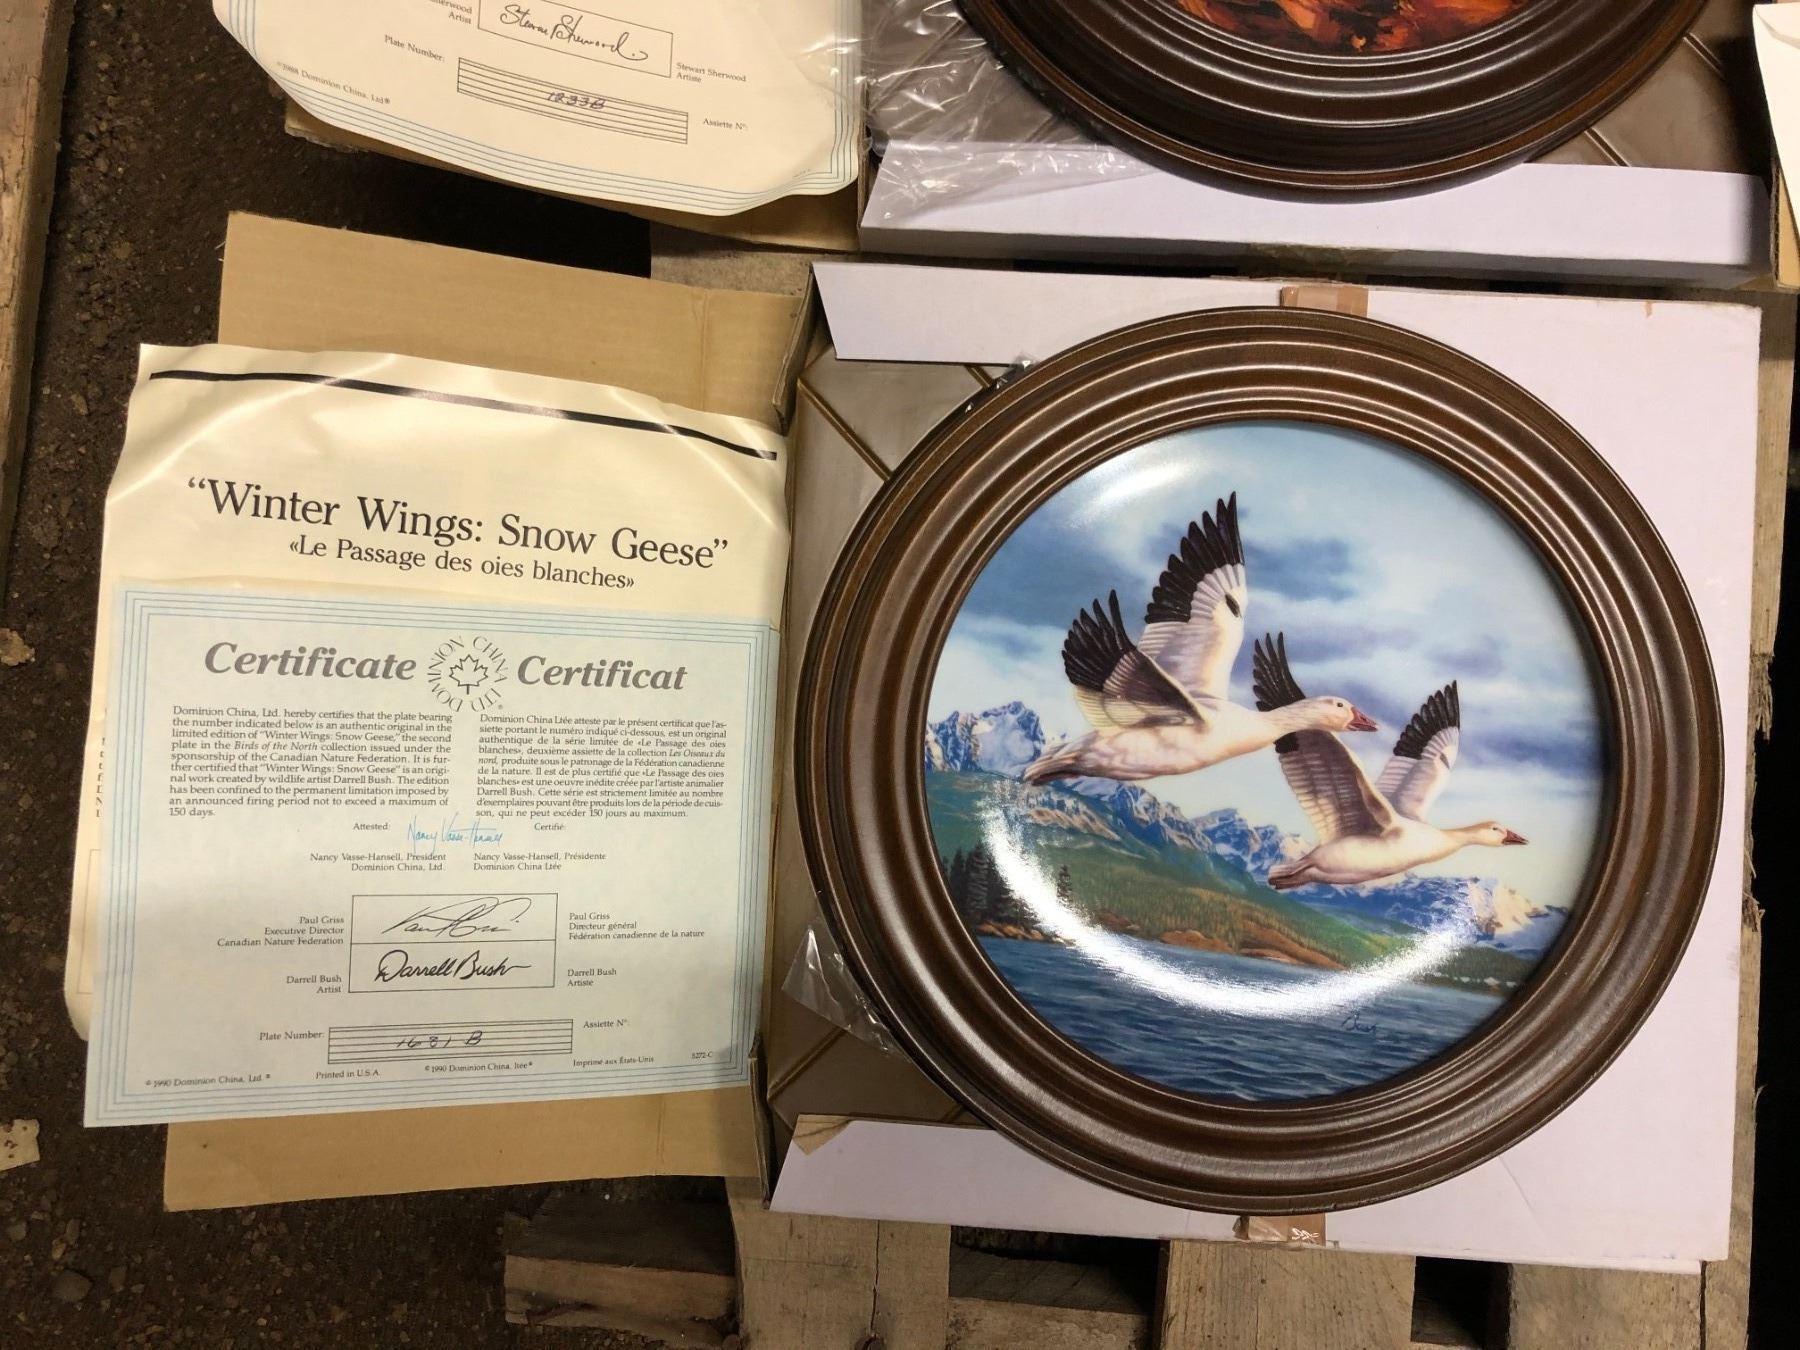 Sherwood
Artist
Stewart Sherwood
Stewart Sherwood
Artiste
Plate Number:
1233B
Assiette N°:
©1988 Dominion China, Ltd.®
“Winter Wings: Snow Geese”
«Le Passage des oies blanches»
Certificate
DOMINION CHINA LTD.
Certificat
Dominion China, Ltd. hereby certifies that the plate bearing
the number indicated below is an authentic original in the
limited edition of “Winter Wings: Snow Geese,” the second
plate in the Birds of the North collection issued under the
sponsorship of the Canadian Nature Federation. It is fur-
ther certified that “Winter Wings: Snow Geese” is an origi-
nal work created by wildlife artist Darrell Bush. The edition
has been confined to the permanent limitation imposed by
an announced firing period not to exceed a maximum of
150 days.
Dominion China Ltée atteste par le présent certificat que l'as-
siette portant le numéro indiqué ci-dessous, est un original
authentique de la série limitée de «Le Passage des oies
blanches», deuxième assiette de la collection Les Oiseaux du
nord, produite sous le patronage de la Fédération canadienne
de la nature. Il est de plus certifié que «Le Passage des oies
blanches» est une oeuvre inédite créée par l'artiste animalier
Darrell Bush. Cette série est strictement limitée au nombre
d'exemplaires pouvant être produits lors de la période de cuis-
son, qui ne peut excéder 150 jours au maximum.
Attested:
Nancy Vasse-Hansell
Certifié:
Nancy Vasse-Hansell, President
Dominion China, Ltd.
Nancy Vasse-Hansell, Présidente
Dominion China Ltée
Paul Griss
Executive Director
Canadian Nature Federation
Paul Griss
Directeur général
Fédération canadienne de la nature
Darrell Bush
Artist
Darrell Bush
Darrell Bush
Artiste
Plate Number:
1681 B
Assiette N°:
©1990 Dominion China, Ltd.®
Printed in U.S.A.
©1990 Dominion China, ltée®
Imprimé aux États-Unis
5272-C
Bush